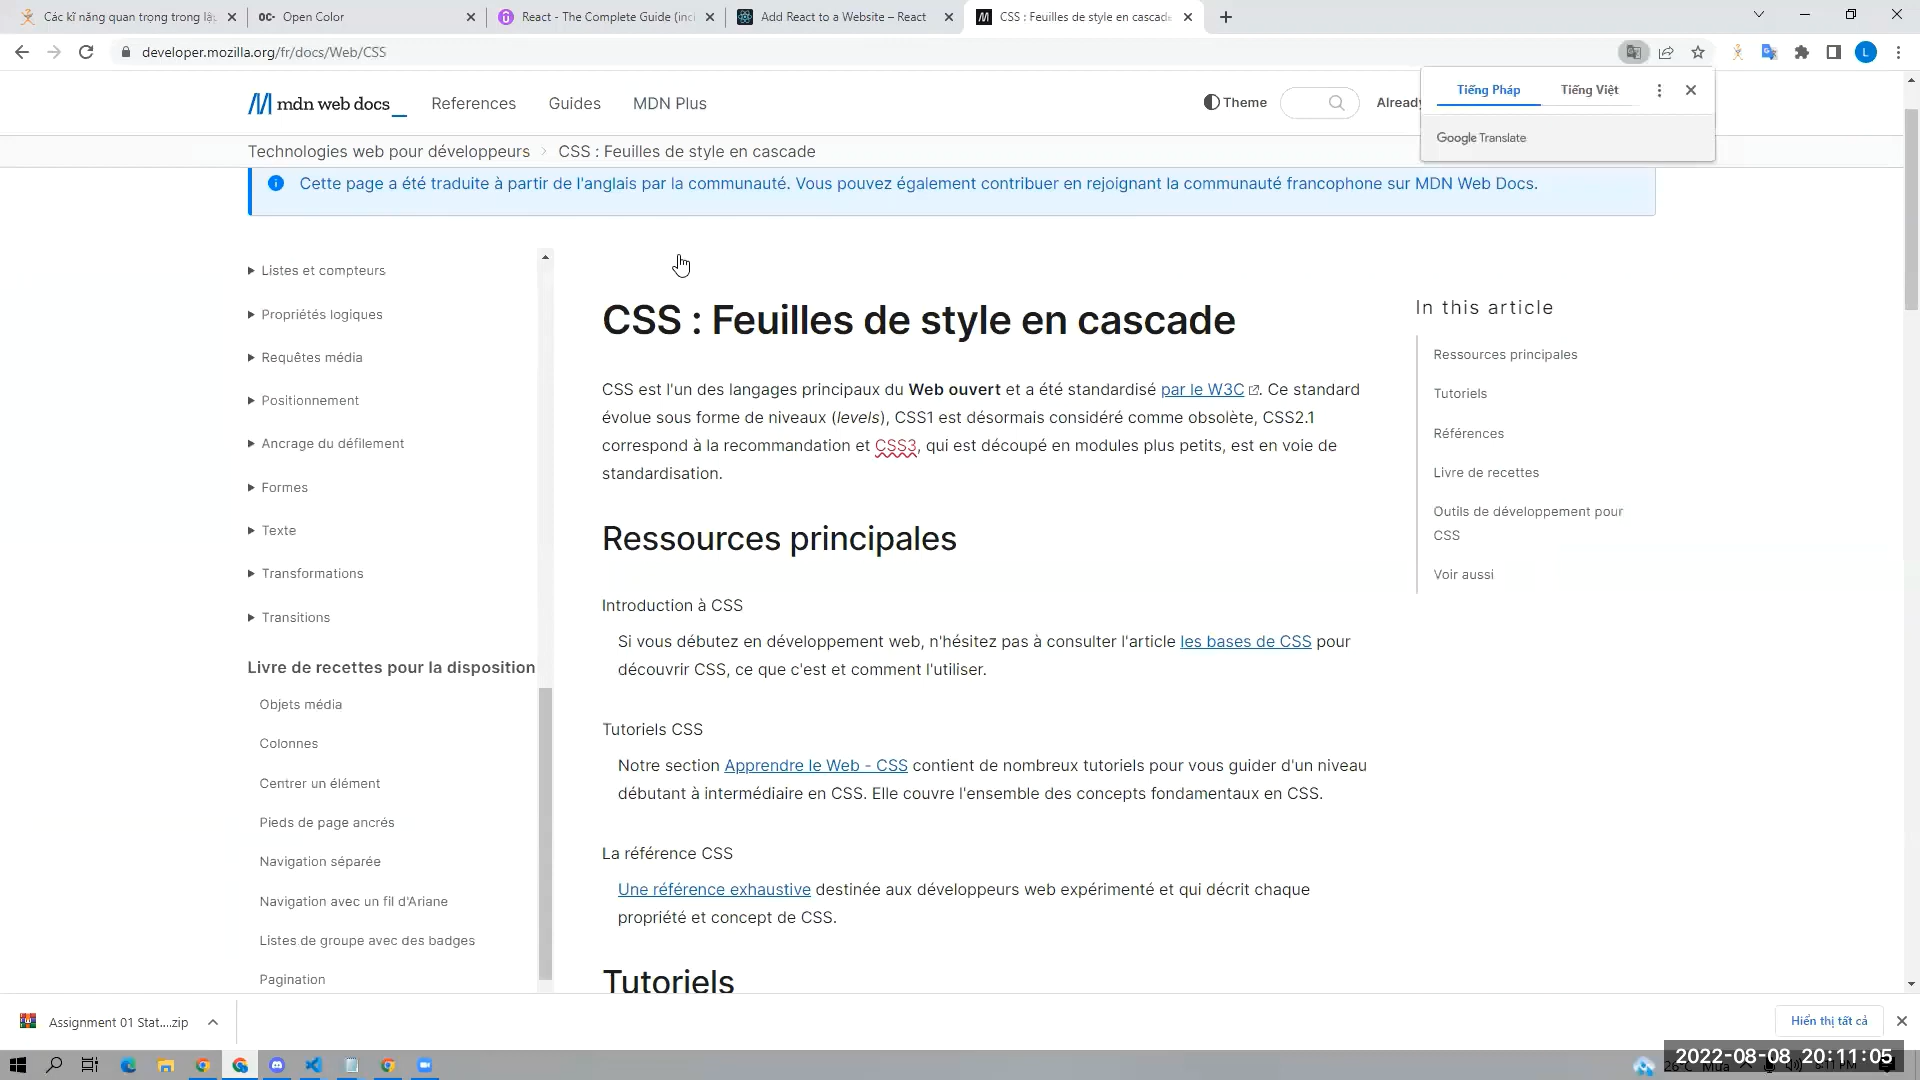 Các kĩ năng quan trọng trong lậ
OC- Open Color
React - The Complete Guide (inc
Add React to a Website – React
CSS : Feuilles de style en cascade
developer.mozilla.org/fr/docs/Web/CSS
L
Tiếng Pháp
Tiếng Việt
Google Translate
mdn web docs_
References
Guides
MDN Plus
Theme
Already
Technologies web pour développeurs
CSS : Feuilles de style en cascade
Cette page a été traduite à partir de l'anglais par la communauté. Vous pouvez également contribuer en rejoignant la communauté francophone sur MDN Web Docs.
Listes et compteurs
Propriétés logiques
Requêtes média
Positionnement
Ancrage du défilement
Formes
Texte
Transformations
Transitions
Livre de recettes pour la disposition
Objets média
Colonnes
Centrer un élément
Pieds de page ancrés
Navigation séparée
Navigation avec un fil d'Ariane
Listes de groupe avec des badges
Pagination
CSS : Feuilles de style en cascade
CSS est l'un des langages principaux du Web ouvert et a été standardisé par le W3C. Ce standard
évolue sous forme de niveaux (levels), CSS1 est désormais considéré comme obsolète, CSS2.1
correspond à la recommandation et CSS3, qui est découpé en modules plus petits, est en voie de
standardisation.
Ressources principales
Introduction à CSS
Si vous débutez en développement web, n'hésitez pas à consulter l'article les bases de CSS pour
découvrir CSS, ce que c'est et comment l'utiliser.
Tutoriels CSS
Notre section Apprendre le Web - CSS contient de nombreux tutoriels pour vous guider d'un niveau
débutant à intermédiaire en CSS. Elle couvre l'ensemble des concepts fondamentaux en CSS.
La référence CSS
Une référence exhaustive destinée aux développeurs web expérimenté et qui décrit chaque
propriété et concept de CSS.
Tutoriels
In this article
Ressources principales
Tutoriels
Références
Livre de recettes
Outils de développement pour
CSS
Voir aussi
Assignment 01 Stat....zip
Hiển thị tất cả
2022-08-08 20:11:05
26°C Mưa